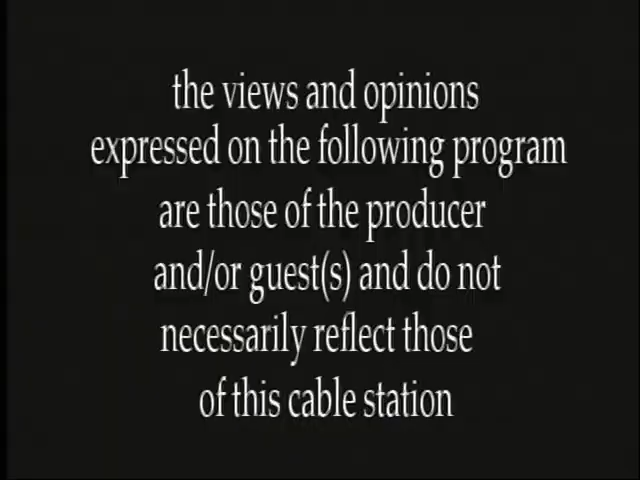 the views and opinions
expressed on the following program
are those of the producer
and/or guest(s) and do not
necessarily reflect those
of this cable station